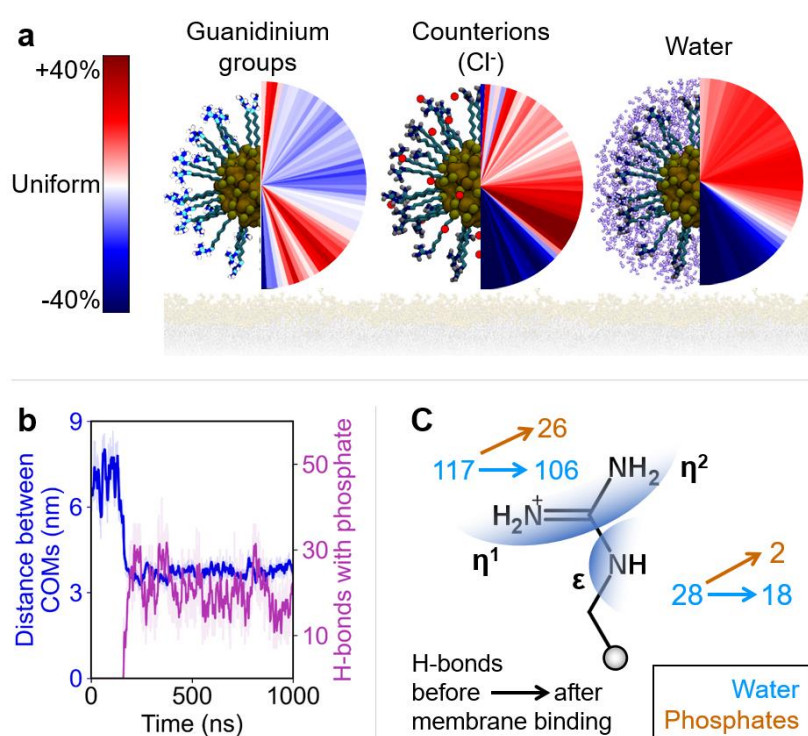 a
Guanidinium
groups
Counterions
(Cl⁻)
Water
+40%
Uniform
-40%
b
Distance between
COMs (nm)
9
6
3
0
H-bonds with phosphate
50
30
10
0
500
1000
Time (ns)
C
26
117 → 106
NH₂
η²
H₂N⁺
η¹
NH
ε
2
28 → 18
H-bonds
before → after
membrane binding
Water
Phosphates